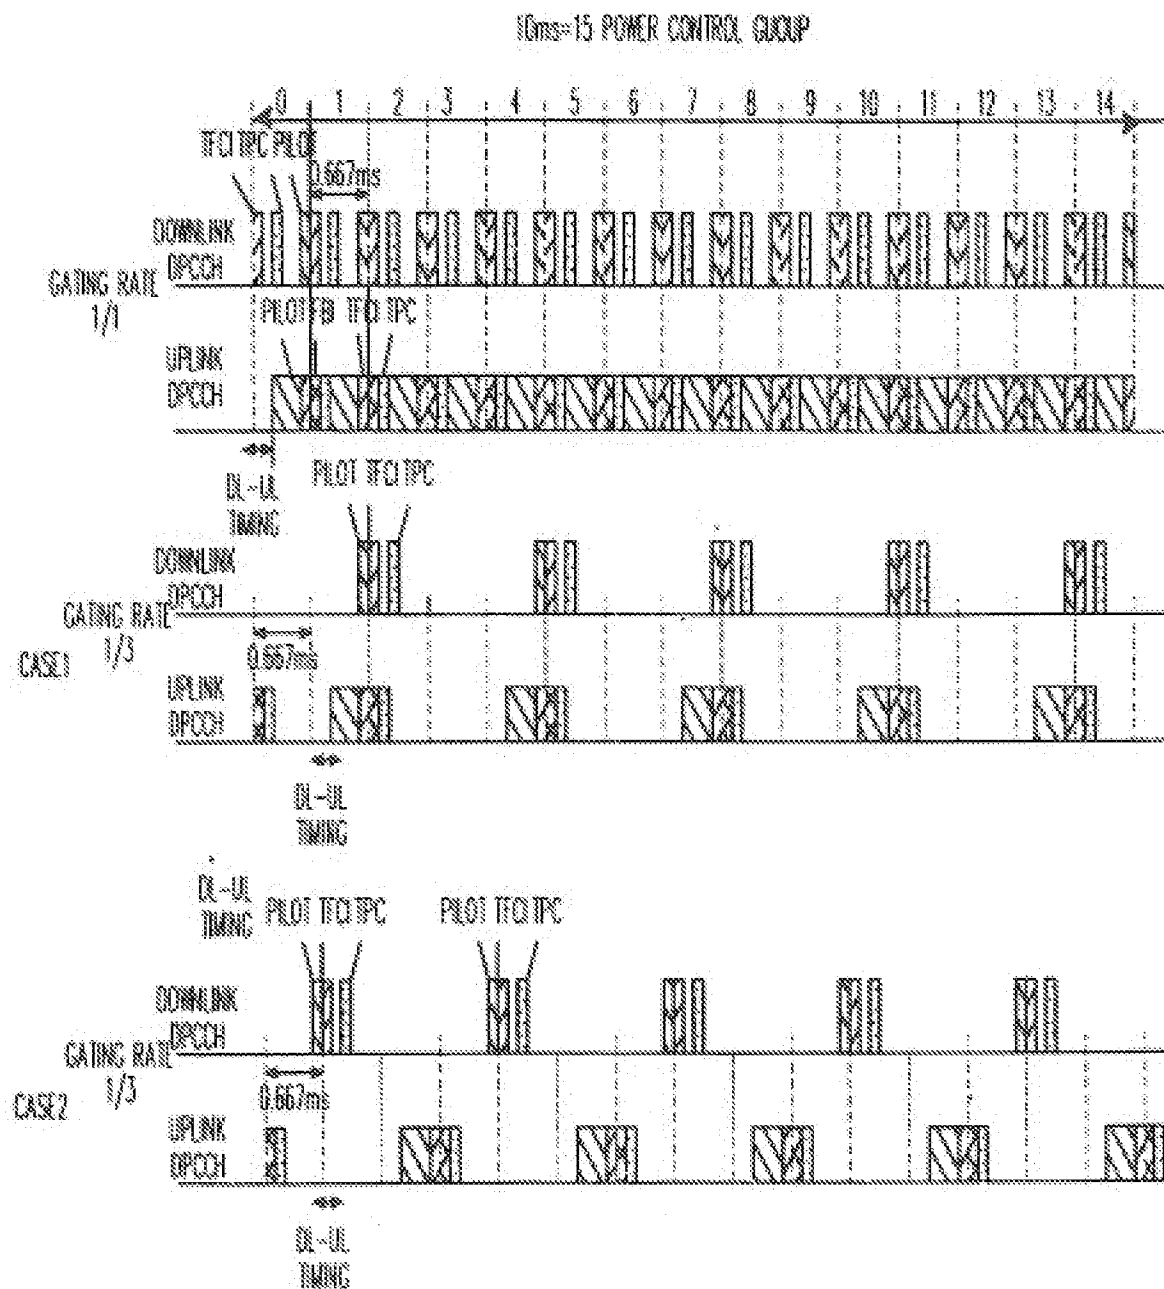 10ms=15 POWER CONTROL GUOUP
0 1 2 3 4 5 6 7 8 9 10 11 12 13 14
TFCI TPC PILOT
0.667ms
DOWNLINK
DPCCH
GATING RATE
1/1
PILOT FBI TFCI TPC
UPLINK
DPCCH
DL-UL
TIMING
PILOT TFCI TPC
DOWNLINK
DPCCH
GATING RATE
1/3
0.667ms
CASE1
UPLINK
DPCCH
DL-UL
TIMING
DL-UL
TIMING
PILOT TFCI TPC PILOT TFCI TPC
DOWNLINK
DPCCH
GATING RATE
1/3
0.667ms
CASE2
UPLINK
DPCCH
DL-UL
TIMING